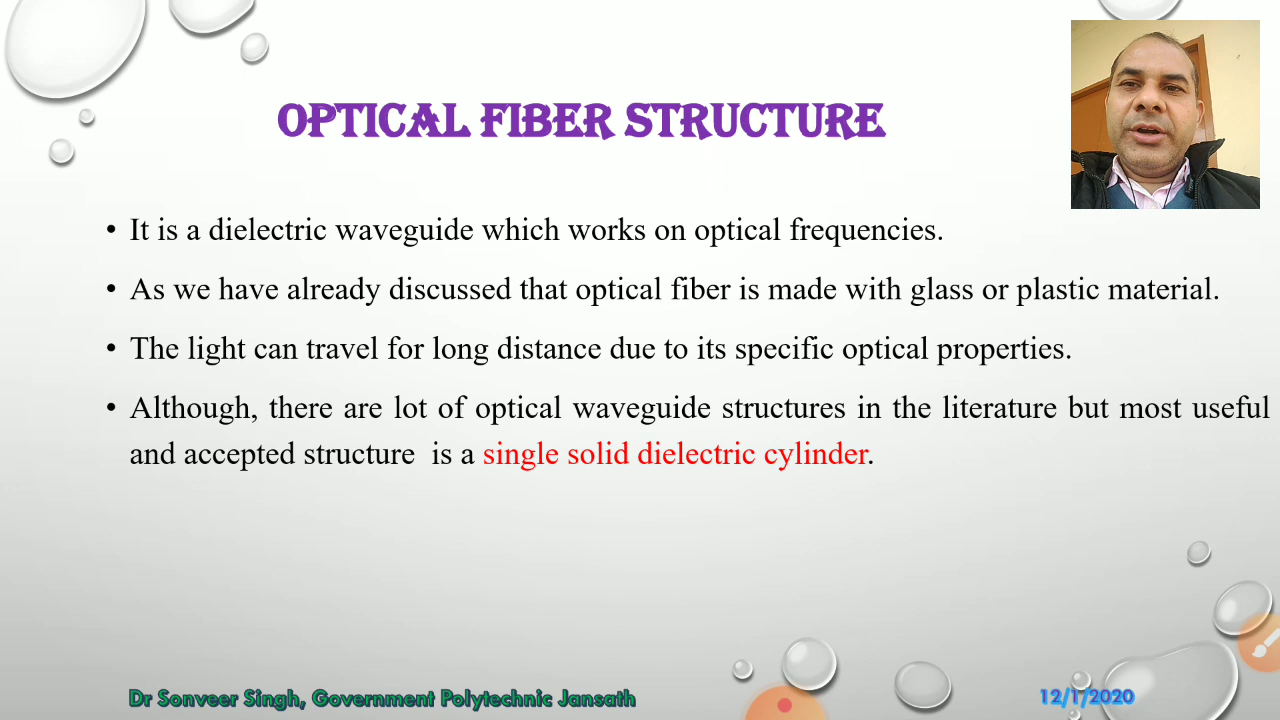 OPTICAL FIBER STRUCTURE
• It is a dielectric waveguide which works on optical frequencies.
• As we have already discussed that optical fiber is made with glass or plastic material.
• The light can travel for long distance due to its specific optical properties.
• Although, there are lot of optical waveguide structures in the literature but most useful
and accepted structure is a single solid dielectric cylinder.
Dr Sonveer Singh, Government Polytechnic Jansath
12/1/2020